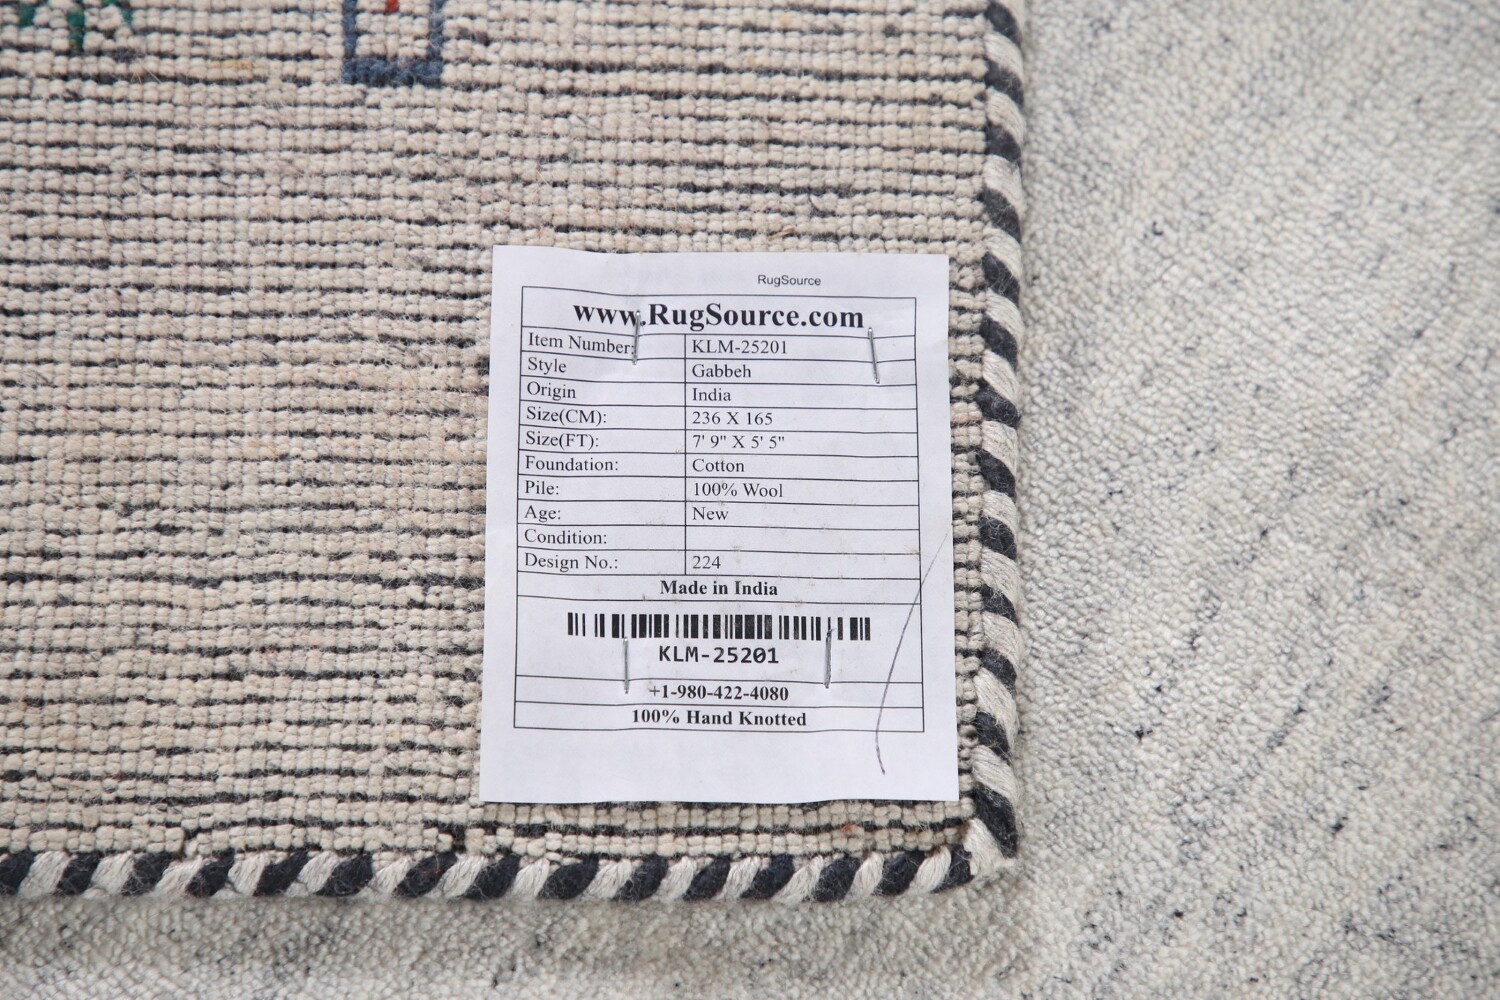 RugSource
www.RugSource.com
Item Number: KLM-25201
Style Gabbeh
Origin India
Size(CM): 236 X 165
Size(FT): 7' 9" X 5' 5"
Foundation: Cotton
Pile: 100% Wool
Age: New
Condition:
Design No.: 224
Made in India
KLM-25201
+1-980-422-4080
100% Hand Knotted